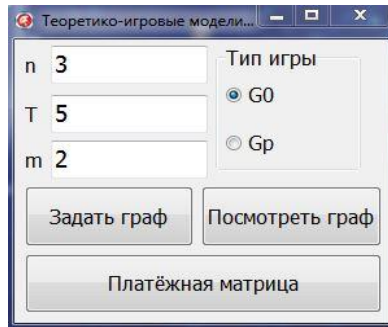 Теоретико-игровые модели...
n 3
Тип игры
G0
T 5
Gp
m 2
Задать граф
Посмотреть граф
Платёжная матрица